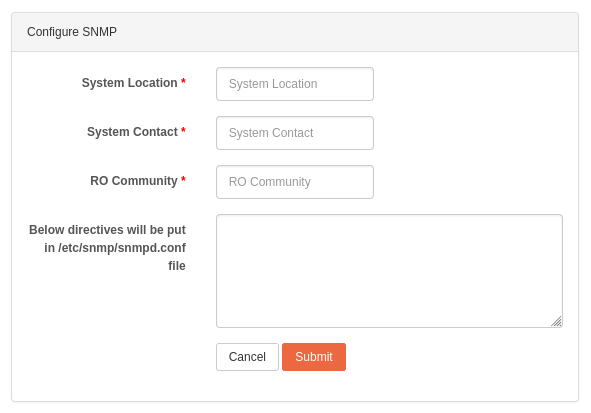 Configure SNMP
System Location *
System Location
System Contact *
System Contact
RO Community *
RO Community
Below directives will be put
in /etc/snmp/snmpd.conf
file
Cancel Submit